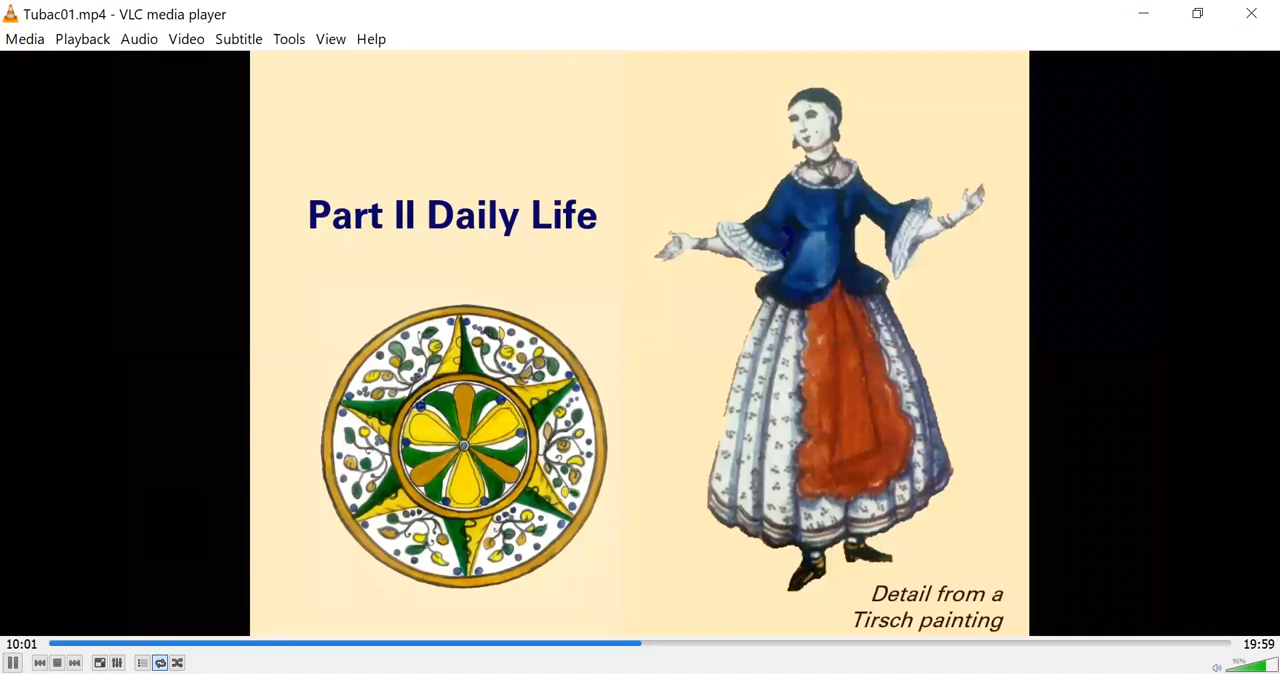 Tubac01.mp4 - VLC media player
Media Playback Audio Video Subtitle Tools View Help
Part II Daily Life
Detail from a
Tirsch painting
10:01 19:59
95%